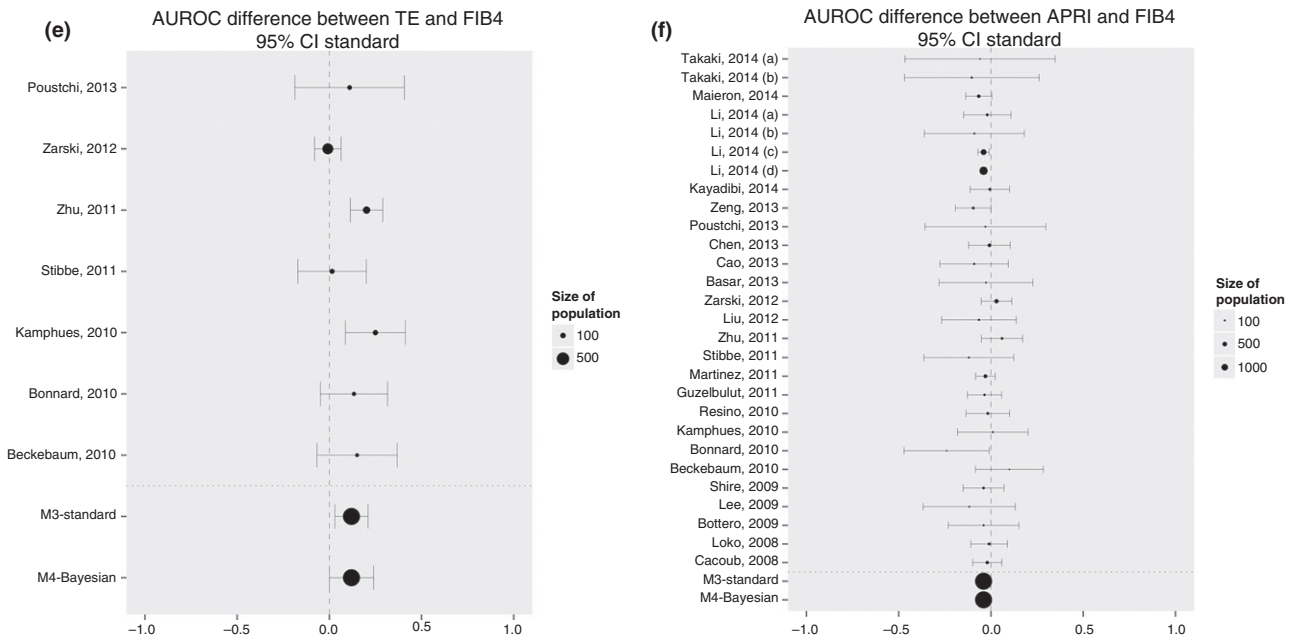 (e)
AUROC difference between TE and FIB4
95% CI standard
Poustchi, 2013
Zarski, 2012
Zhu, 2011
Stibbe, 2011
Kamphues, 2010
Bonnard, 2010
Beckebaum, 2010
M3-standard
M4-Bayesian
−1.0
−0.5
0.0
0.5
1.0
Size of
population
100
500
(f)
AUROC difference between APRI and FIB4
95% CI standard
Takaki, 2014 (a)
Takaki, 2014 (b)
Maieron, 2014
Li, 2014 (a)
Li, 2014 (b)
Li, 2014 (c)
Li, 2014 (d)
Kayadibi, 2014
Zeng, 2013
Poustchi, 2013
Chen, 2013
Cao, 2013
Basar, 2013
Zarski, 2012
Liu, 2012
Zhu, 2011
Stibbe, 2011
Martinez, 2011
Guzelbulut, 2011
Resino, 2010
Kamphues, 2010
Bonnard, 2010
Beckebaum, 2010
Shire, 2009
Lee, 2009
Bottero, 2009
Loko, 2008
Cacoub, 2008
M3-standard
M4-Bayesian
−1.0
−0.5
0.0
0.5
1.0
Size of
population
100
500
1000